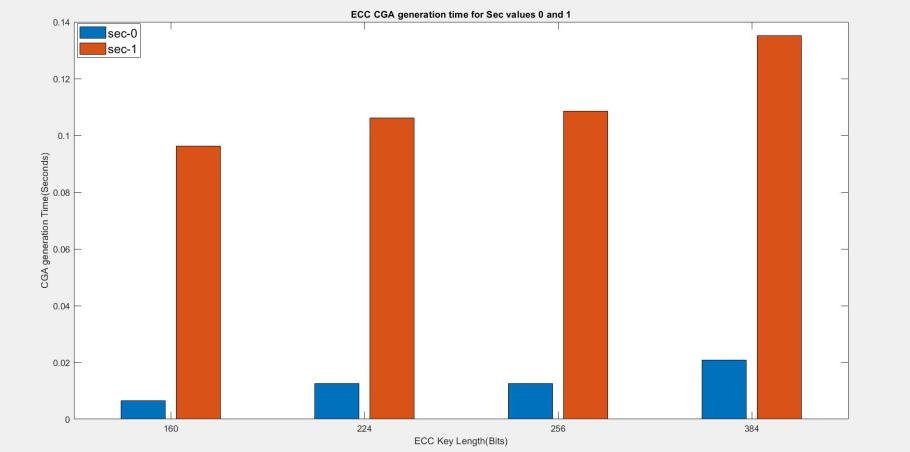 ECC CGA generation time for Sec values 0 and 1
sec-0
sec-1
0.14
0.12
0.1
0.08
0.06
0.04
0.02
0
CGA generation Time(Seconds)
160
224
256
384
ECC Key Length(Bits)